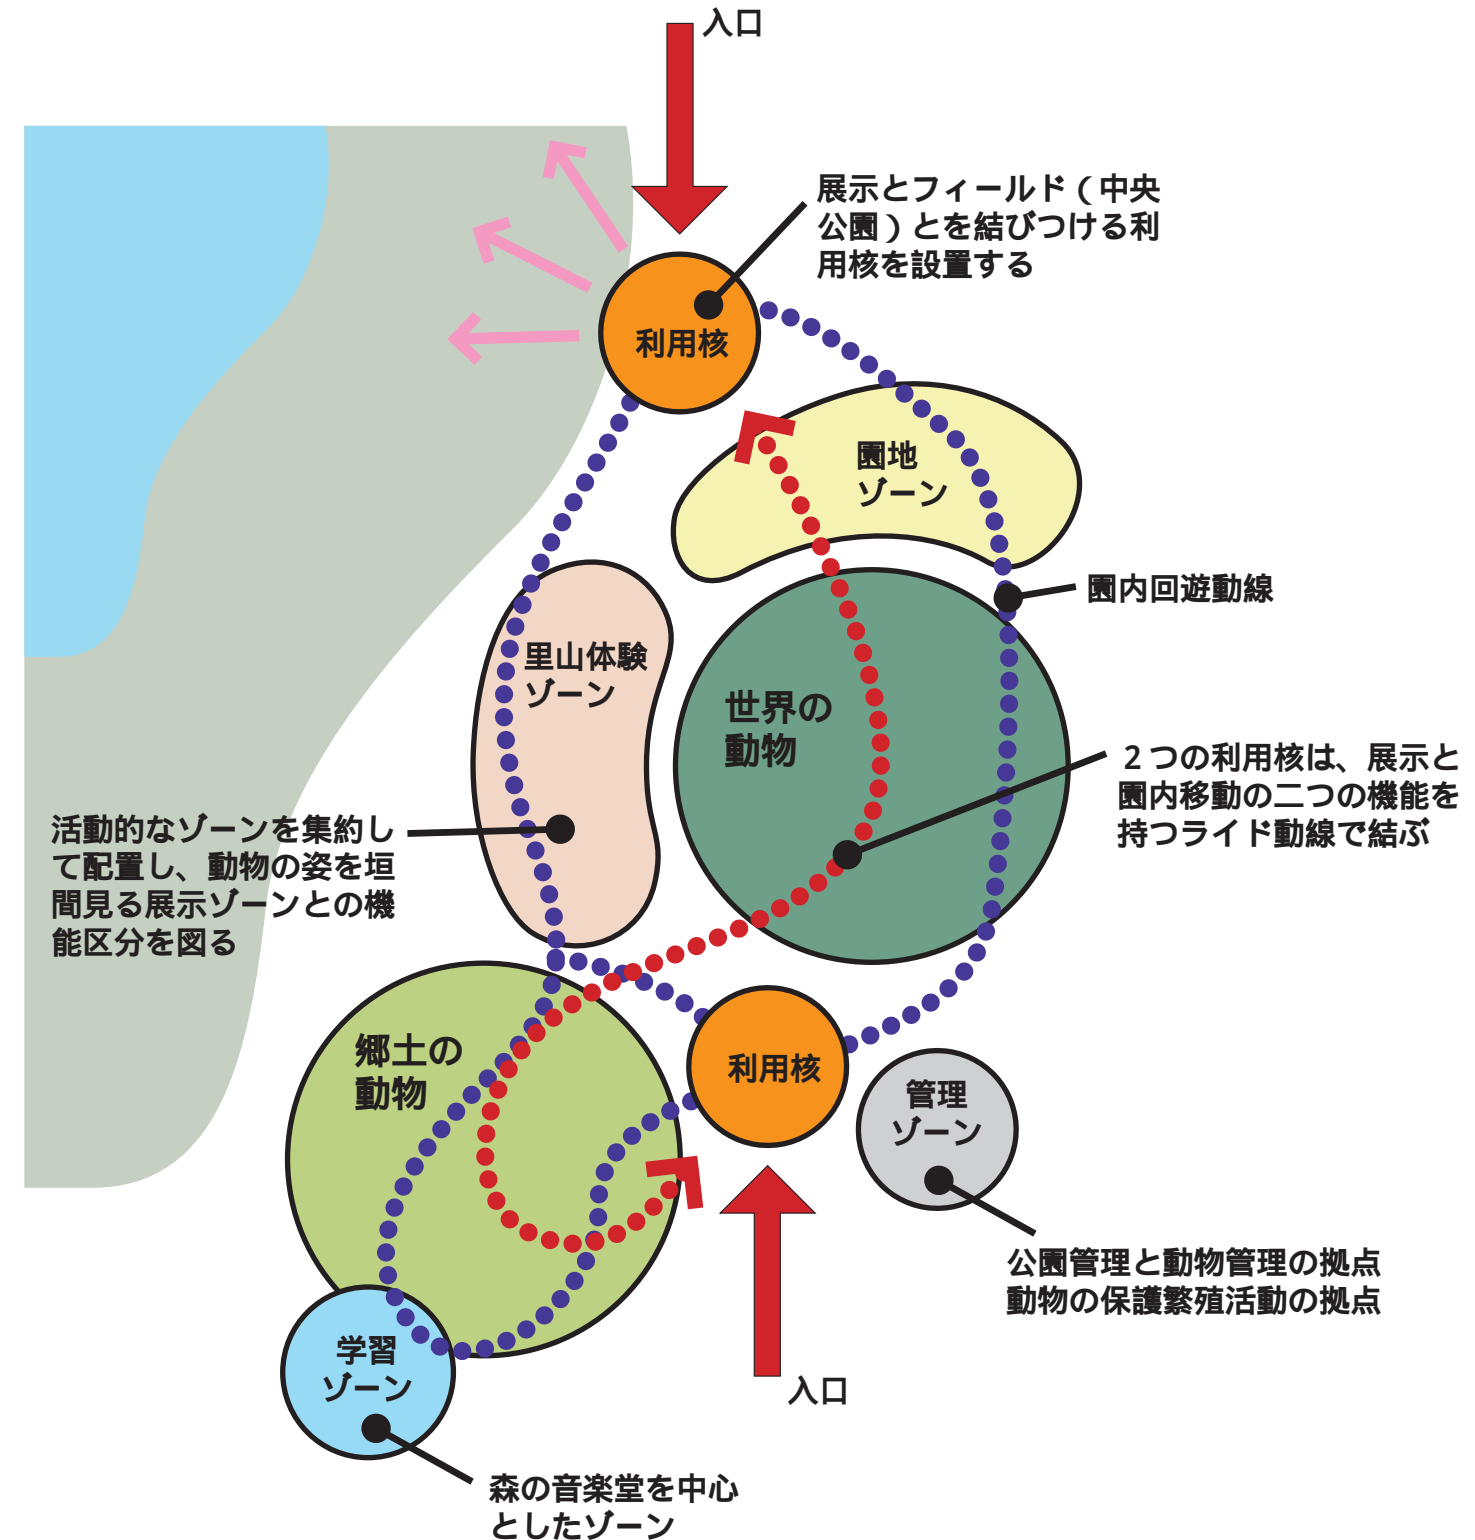 入口
展示とフィールド（中央
公園）とを結びつける利
用核を設置する
利用核
園地
ゾーン
園内回遊動線
里山体験
ゾーン
世界の
動物
２つの利用核は、展示と
園内移動の二つの機能を
持つライド動線で結ぶ
活動的なゾーンを集約し
て配置し、動物の姿を垣
間見る展示ゾーンとの機
能区分を図る
郷土の
動物
利用核
管理
ゾーン
公園管理と動物管理の拠点
動物の保護繁殖活動の拠点
学習
ゾーン
入口
森の音楽堂を中心
としたゾーン